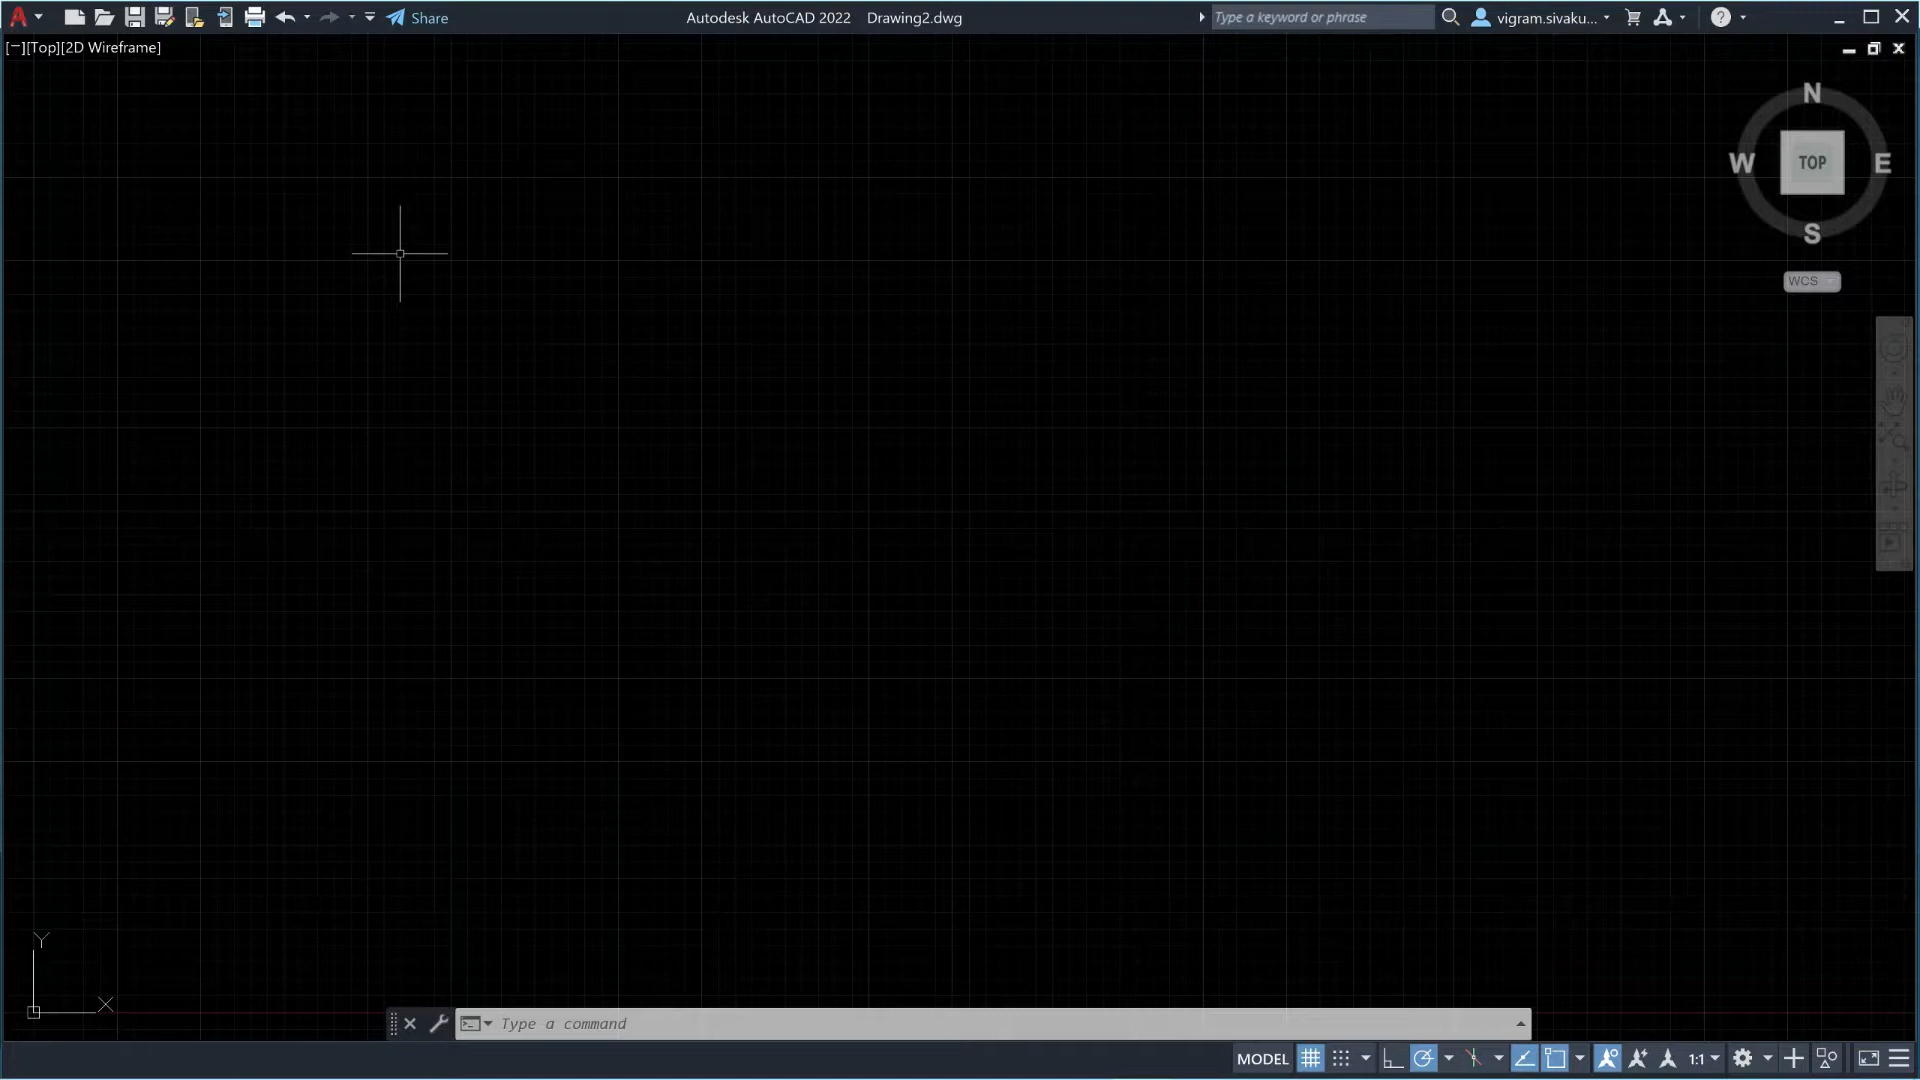 Share
Autodesk AutoCAD 2022 Drawing2.dwg
Type a keyword or phrase
vigram.sivaku...
[−][Top][2D Wireframe]
N
W
TOP
E
S
WCS
Y
X
Type a command
MODEL
1:1